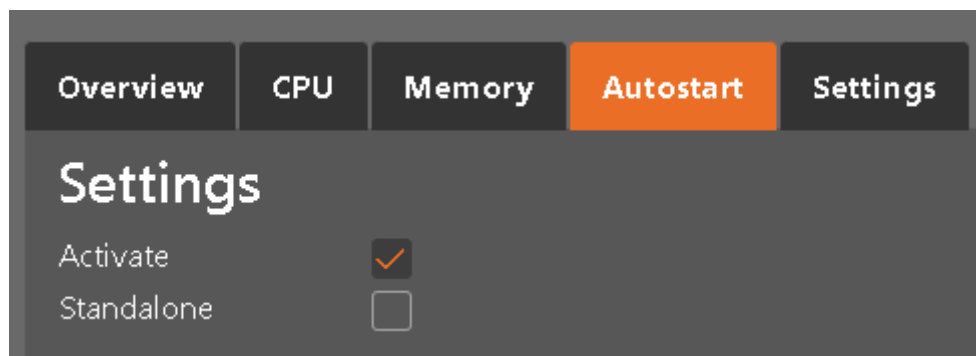 Overview CPU Memory Autostart Settings
Settings
Activate
Standalone